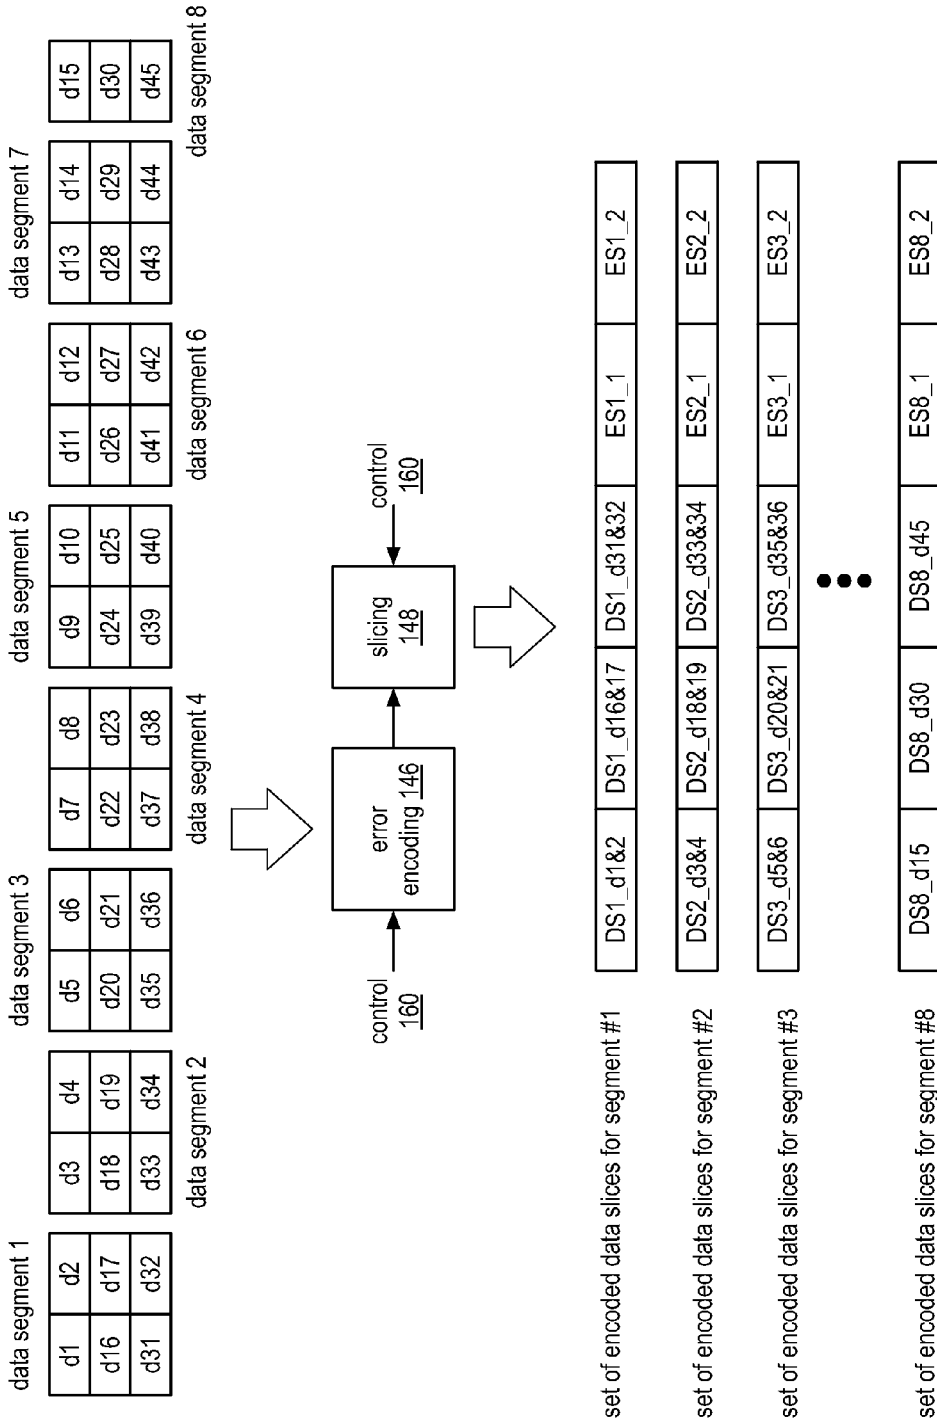 data segment 1
d1 d2
d16 d17
d31 d32
d3 d4
d18 d19
d33 d34
data segment 2
data segment 3
d5 d6
d20 d21
d35 d36
d7 d8
d22 d23
d37 d38
data segment 4
data segment 5
d9 d10
d24 d25
d39 d40
d11 d12
d26 d27
d41 d42
data segment 6
data segment 7
d13 d14
d28 d29
d43 d44
d15
d30
d45
data segment 8
control
160
error
encoding 146
slicing
148
control
160
set of encoded data slices for segment #1 DS1_d1&2 DS1_d16&17 DS1_d31&32 ES1_1 ES1_2
set of encoded data slices for segment #2 DS2_d3&4 DS2_d18&19 DS2_d33&34 ES2_1 ES2_2
set of encoded data slices for segment #3 DS3_d5&6 DS3_d20&21 DS3_d35&36 ES3_1 ES3_2
set of encoded data slices for segment #8 DS8_d15 DS8_d30 DS8_d45 ES8_1 ES8_2